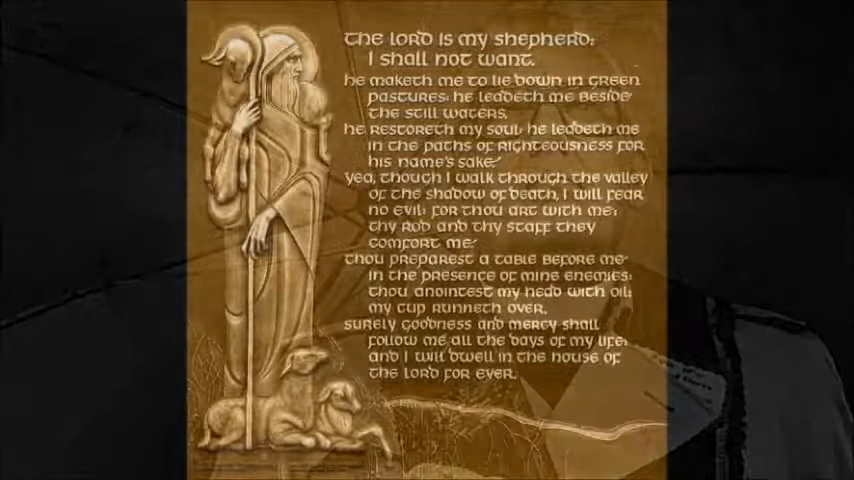 The LORD is my shepherd:
I shall not want.
he maketh me to lie down in green
pastures: he leadeth me beside
the still waters.
he restoreth my soul: he leadeth me
in the paths of righteousness for
his name's sake.
yea, though I walk through the valley
of the shadow of death, I will fear
no evil: for thou art with me;
thy rod and thy staff they
comfort me.
thou preparest a table before me
in the presence of mine enemies:
thou anointest my head with oil;
my cup runneth over.
surely goodness and mercy shall
follow me all the days of my life:
and I will dwell in the house of
the LORD for ever.